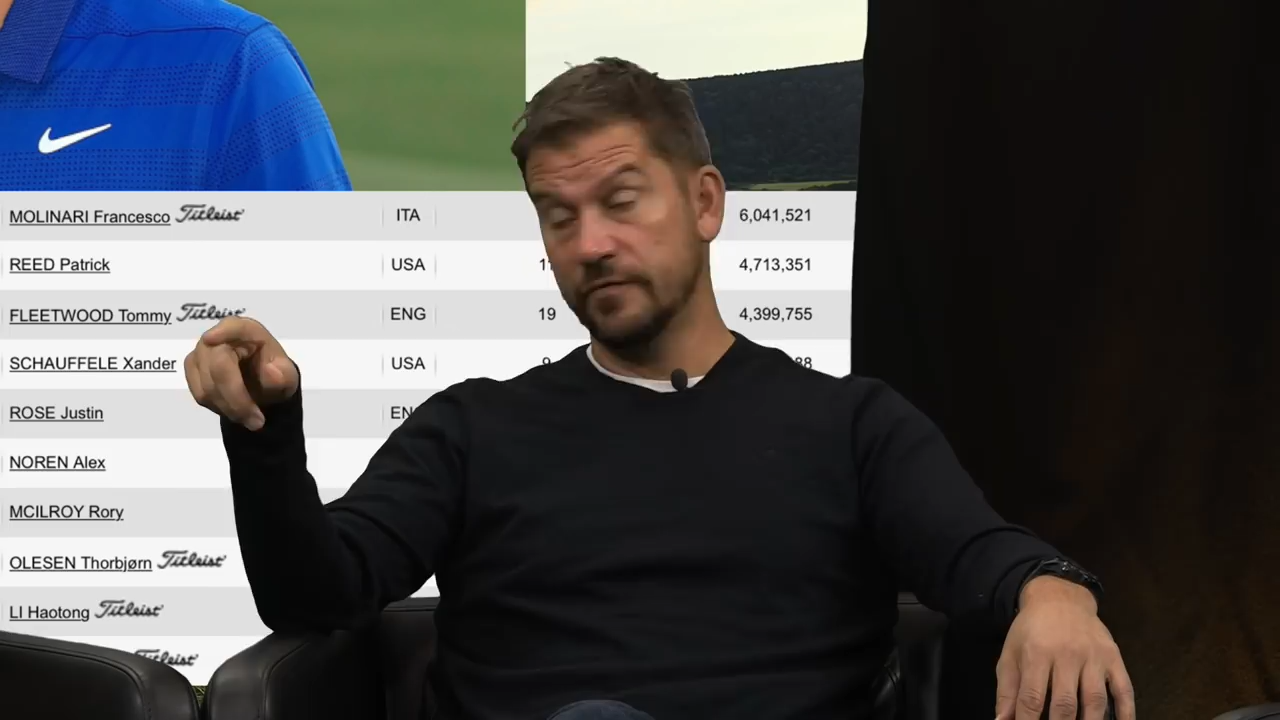 MOLINARI Francesco Titleist ITA 6,041,521
REED Patrick USA 4,713,351
FLEETWOOD Tommy Titleist ENG 19 4,399,755
SCHAUFFELE Xander USA
ROSE Justin
NOREN Alex
MCILROY Rory
OLESEN Thorbjørn Titleist
LI Haotong Titleist